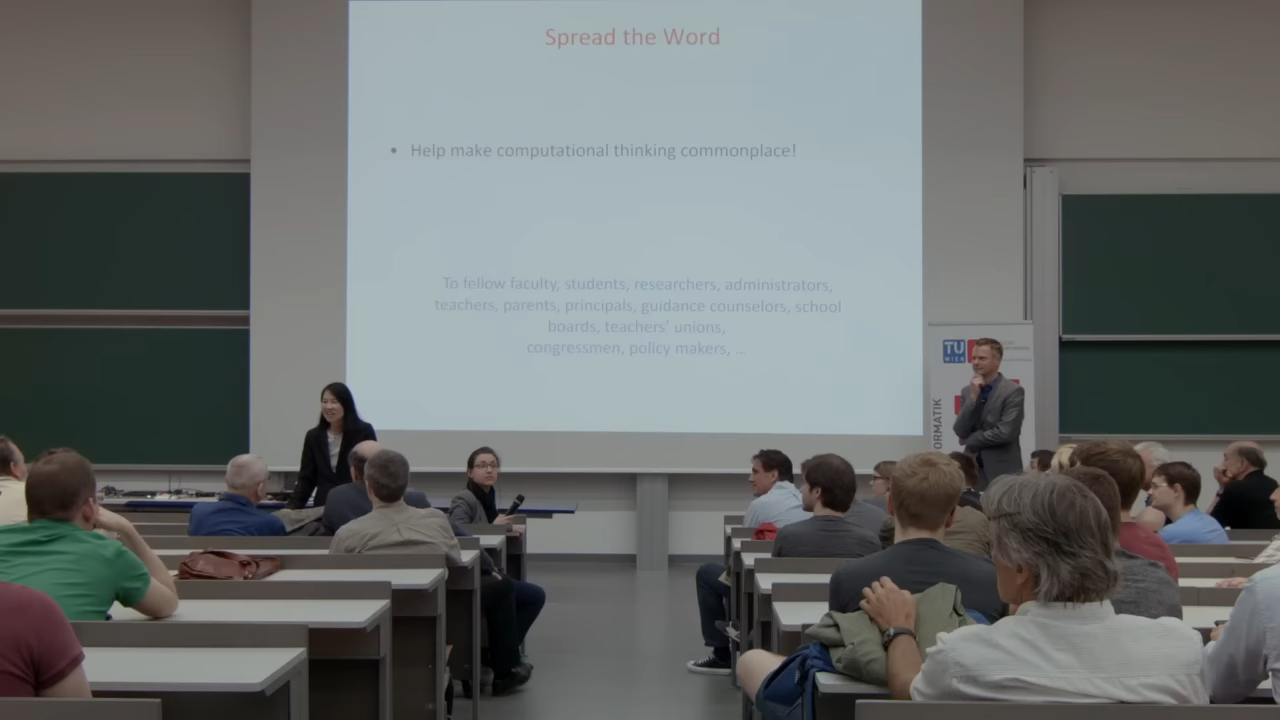 Spread the Word
• Help make computational thinking commonplace!
To fellow faculty, students, researchers, administrators,
teachers, parents, principals, guidance counselors, school
boards, teachers' unions,
congressmen, policy makers, ...
TU
WIEN
ORMATIK